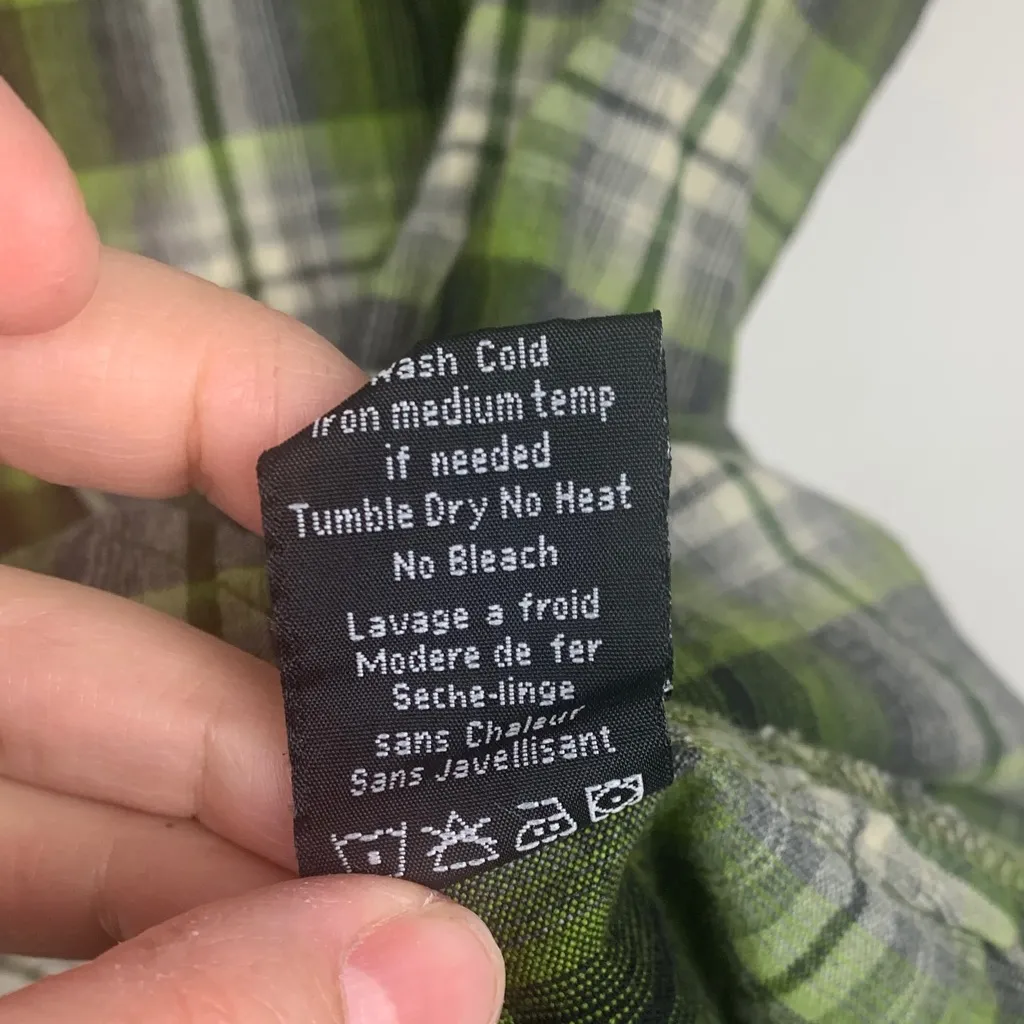 Wash Cold
Iron medium temp
if needed
Tumble Dry No Heat
No Bleach
Lavage a froid
Modere de fer
Seche-linge
sans Chaleur
Sans Javellisant